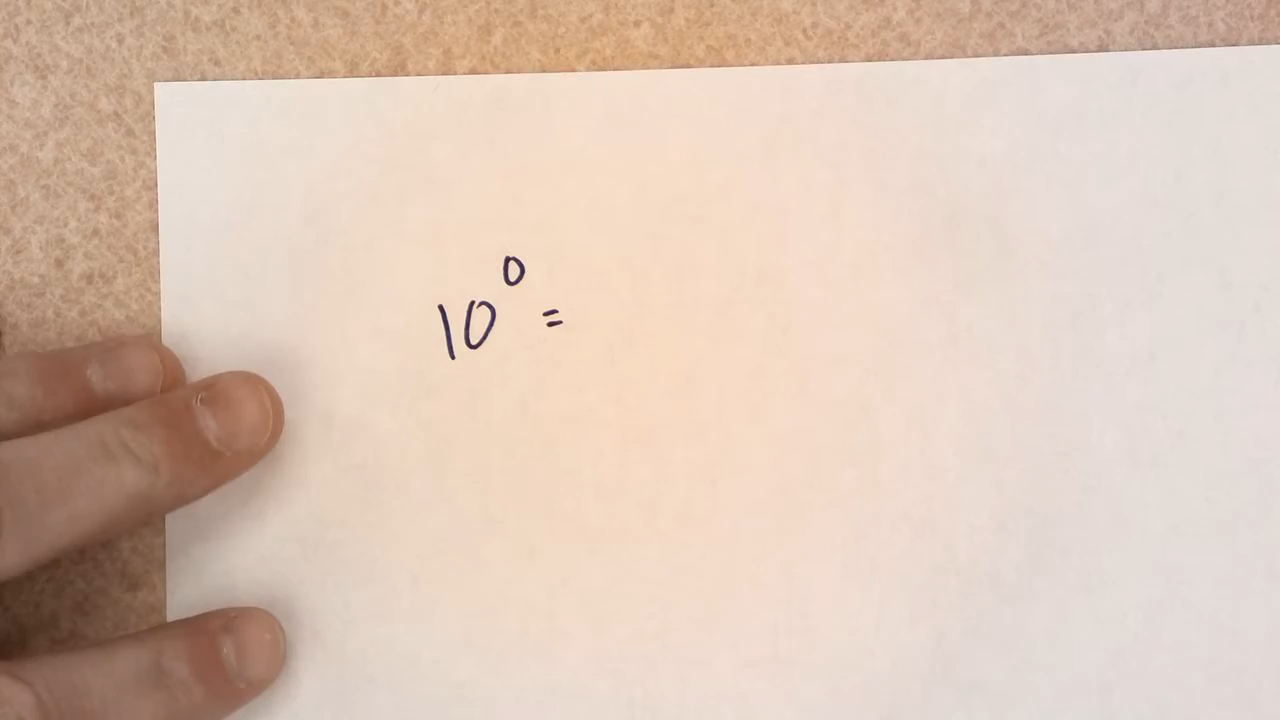 10⁰ =